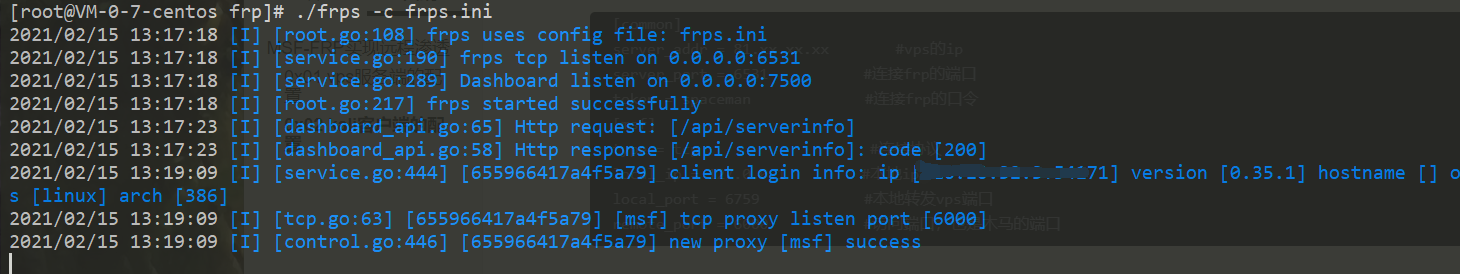 [root@VM-0-7-centos frp]# ./frps -c frps.ini
2021/02/15 13:17:18 [I] [root.go:108] frps uses config file: frps.ini
2021/02/15 13:17:18 [I] [service.go:190] frps tcp listen on 0.0.0.0:6531
2021/02/15 13:17:18 [I] [service.go:289] Dashboard listen on 0.0.0.0:7500
2021/02/15 13:17:18 [I] [root.go:217] frps started successfully
2021/02/15 13:17:23 [I] [dashboard_api.go:65] Http request: [/api/serverinfo]
2021/02/15 13:17:23 [I] [dashboard_api.go:58] Http response [/api/serverinfo]: code [200]
2021/02/15 13:19:09 [I] [service.go:444] [655966417a4f5a79] client login info: ip [ 171] version [0.35.1] hostname [] o
s [linux] arch [386]
2021/02/15 13:19:09 [I] [tcp.go:63] [655966417a4f5a79] [msf] tcp proxy listen port [6000]
2021/02/15 13:19:09 [I] [control.go:446] [655966417a4f5a79] new proxy [msf] success
[common]
#vps的ip
#连接frp的端口
#连接frp的口令
local_port = 6759 #本地转发vps端口